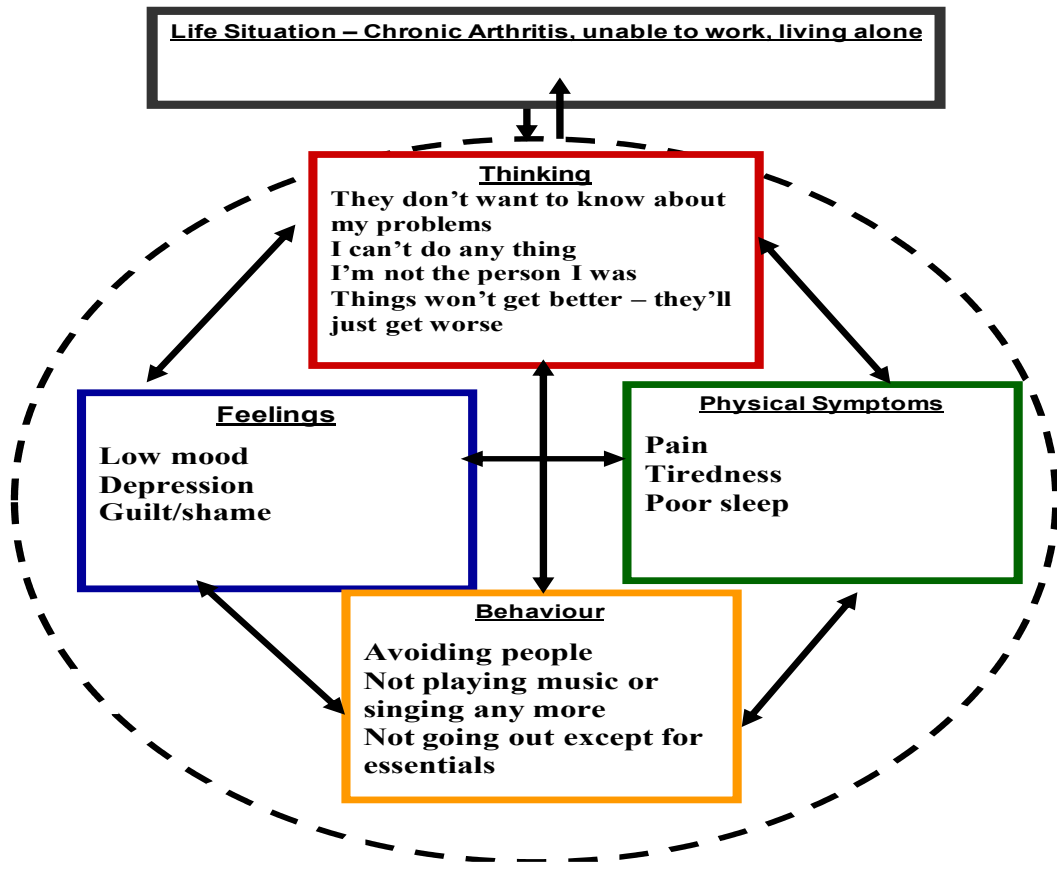 Life Situation – Chronic Arthritis, unable to work, living alone
Thinking
They don’t want to know about
my problems
I can’t do any thing
I’m not the person I was
Things won’t get better – they’ll
just get worse
Feelings
Low mood
Depression
Guilt/shame
Physical Symptoms
Pain
Tiredness
Poor sleep
Behaviour
Avoiding people
Not playing music or
singing any more
Not going out except for
essentials